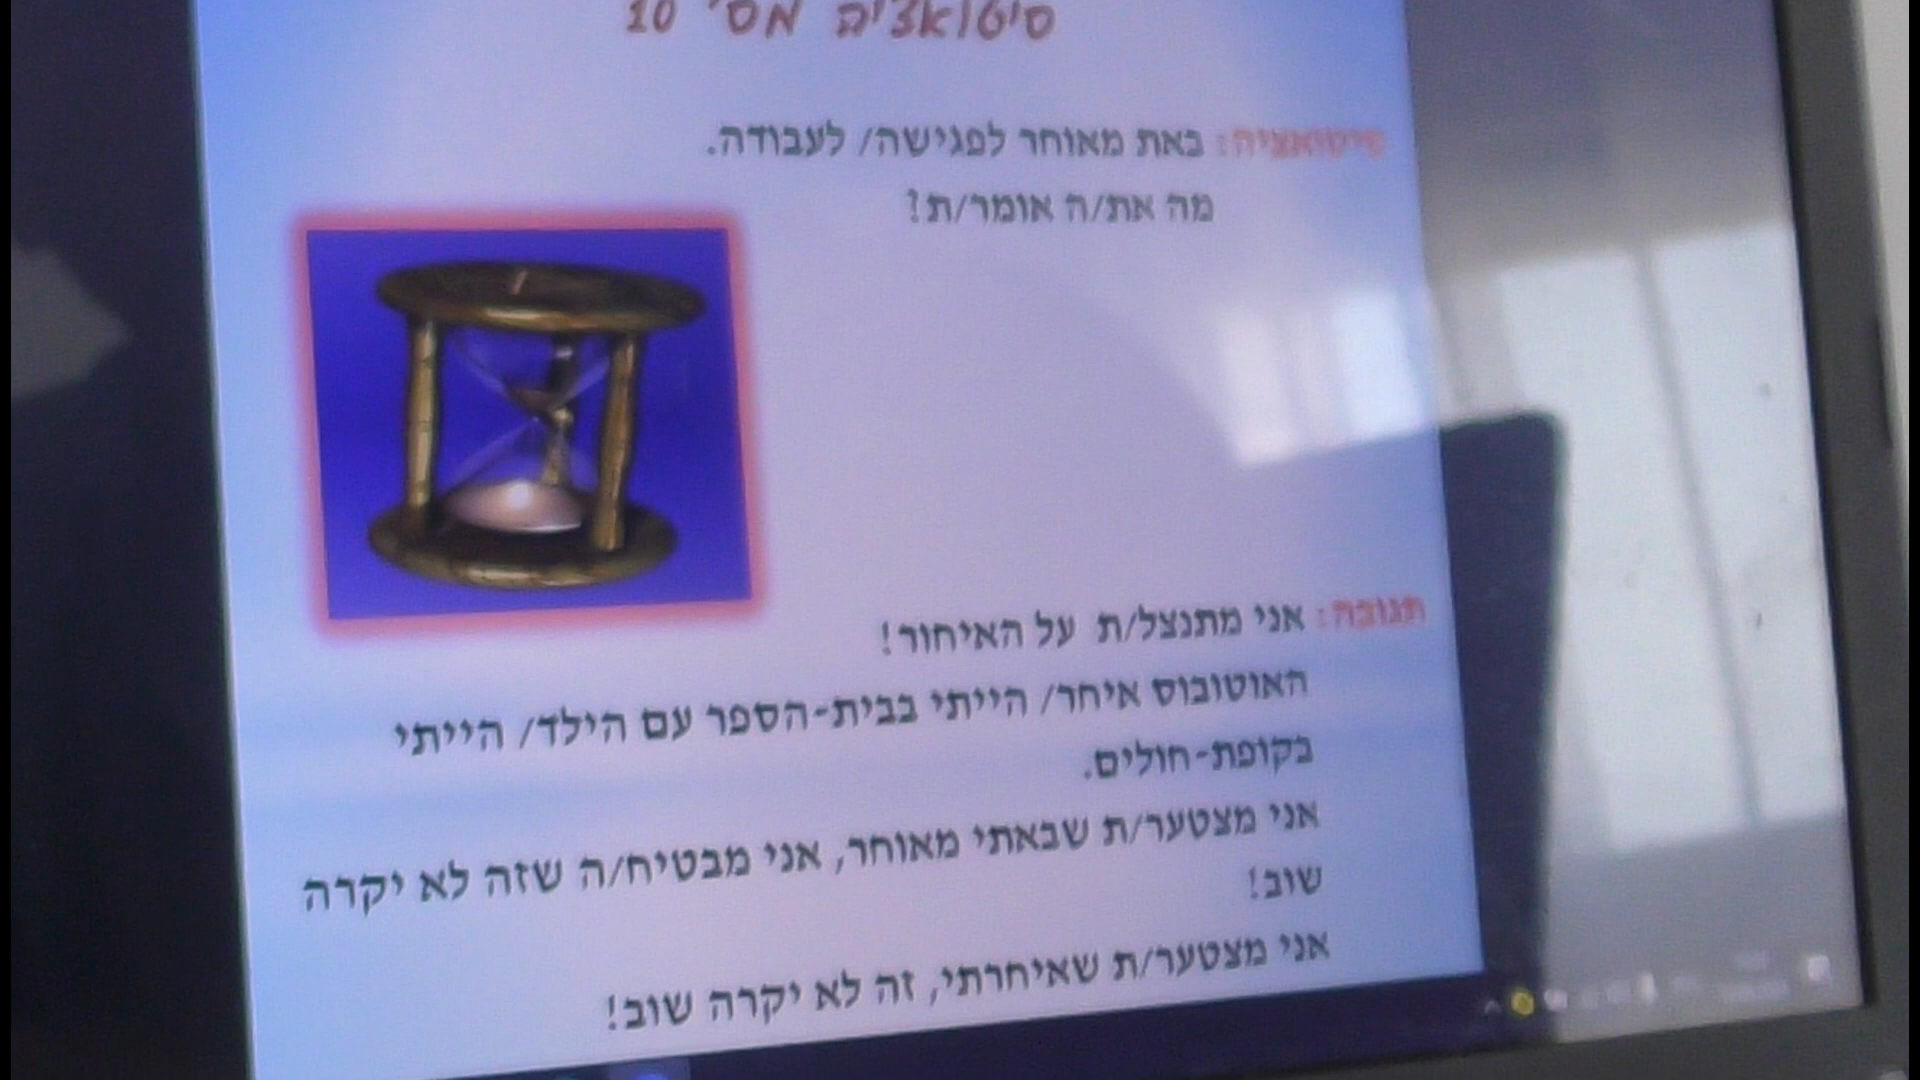 סיטואציה מס' 10
סיטואציה: באת מאוחר לפגישה/ לעבודה.
מה את/ה אומר/ת?
תגובה: אני מתנצל/ת על האיחור!
האוטובוס איחר/ הייתי בבית-הספר עם הילד/ הייתי
בקופת-חולים.
אני מצטער/ת שבאתי מאוחר, אני מבטיח/ה שזה לא יקרה
שוב!
אני מצטער/ת שאיחרתי, זה לא יקרה שוב!